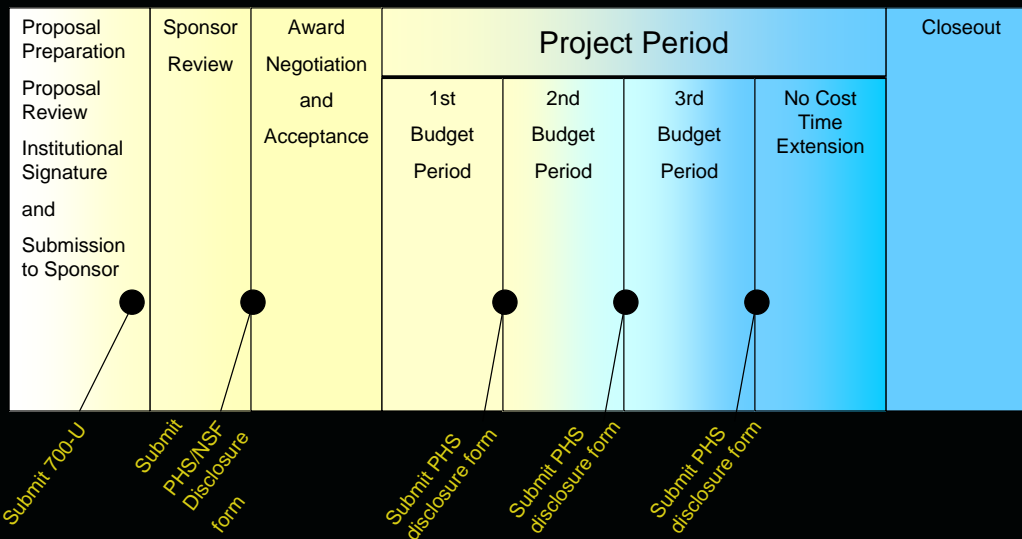 Proposal
Preparation
Proposal
Review
Institutional
Signature
and
Submission
to Sponsor
Sponsor
Review
Award
Negotiation
and
Acceptance
Project Period
1st
Budget
Period
2nd
Budget
Period
3rd
Budget
Period
No Cost
Time
Extension
Closeout
Submit 700-U
Submit
PHS/NSF
Disclosure
form
Submit PHS
disclosure form
Submit PHS
disclosure form
Submit PHS
disclosure form